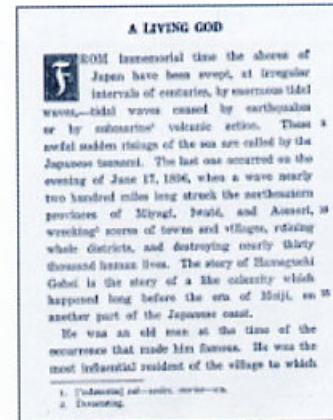 A LIVING GOD
FROM immemorial time the shores of
Japan have been swept, at irregular
intervals of centuries, by enormous tidal
waves,—tidal waves caused by earthquakes
or by submarine¹ volcanic action. These
awful sudden risings of the sea are called by the
Japanese tsunami. The last one occurred on the
evening of June 17, 1896, when a wave nearly
two hundred miles long struck the northeastern
provinces of Miyagi, Iwaté, and Aomori,
wrecking² scores of towns and villages, ruining
whole districts, and destroying nearly thirty
thousand human lives. The story of Hamaguchi
Gohei is the story of a like calamity which
happened long before the era of Meiji, on
another part of the Japanese coast.
He was an old man at the time of the
occurrence that made him famous. He was the
most influential resident of the village to which
1.
2.